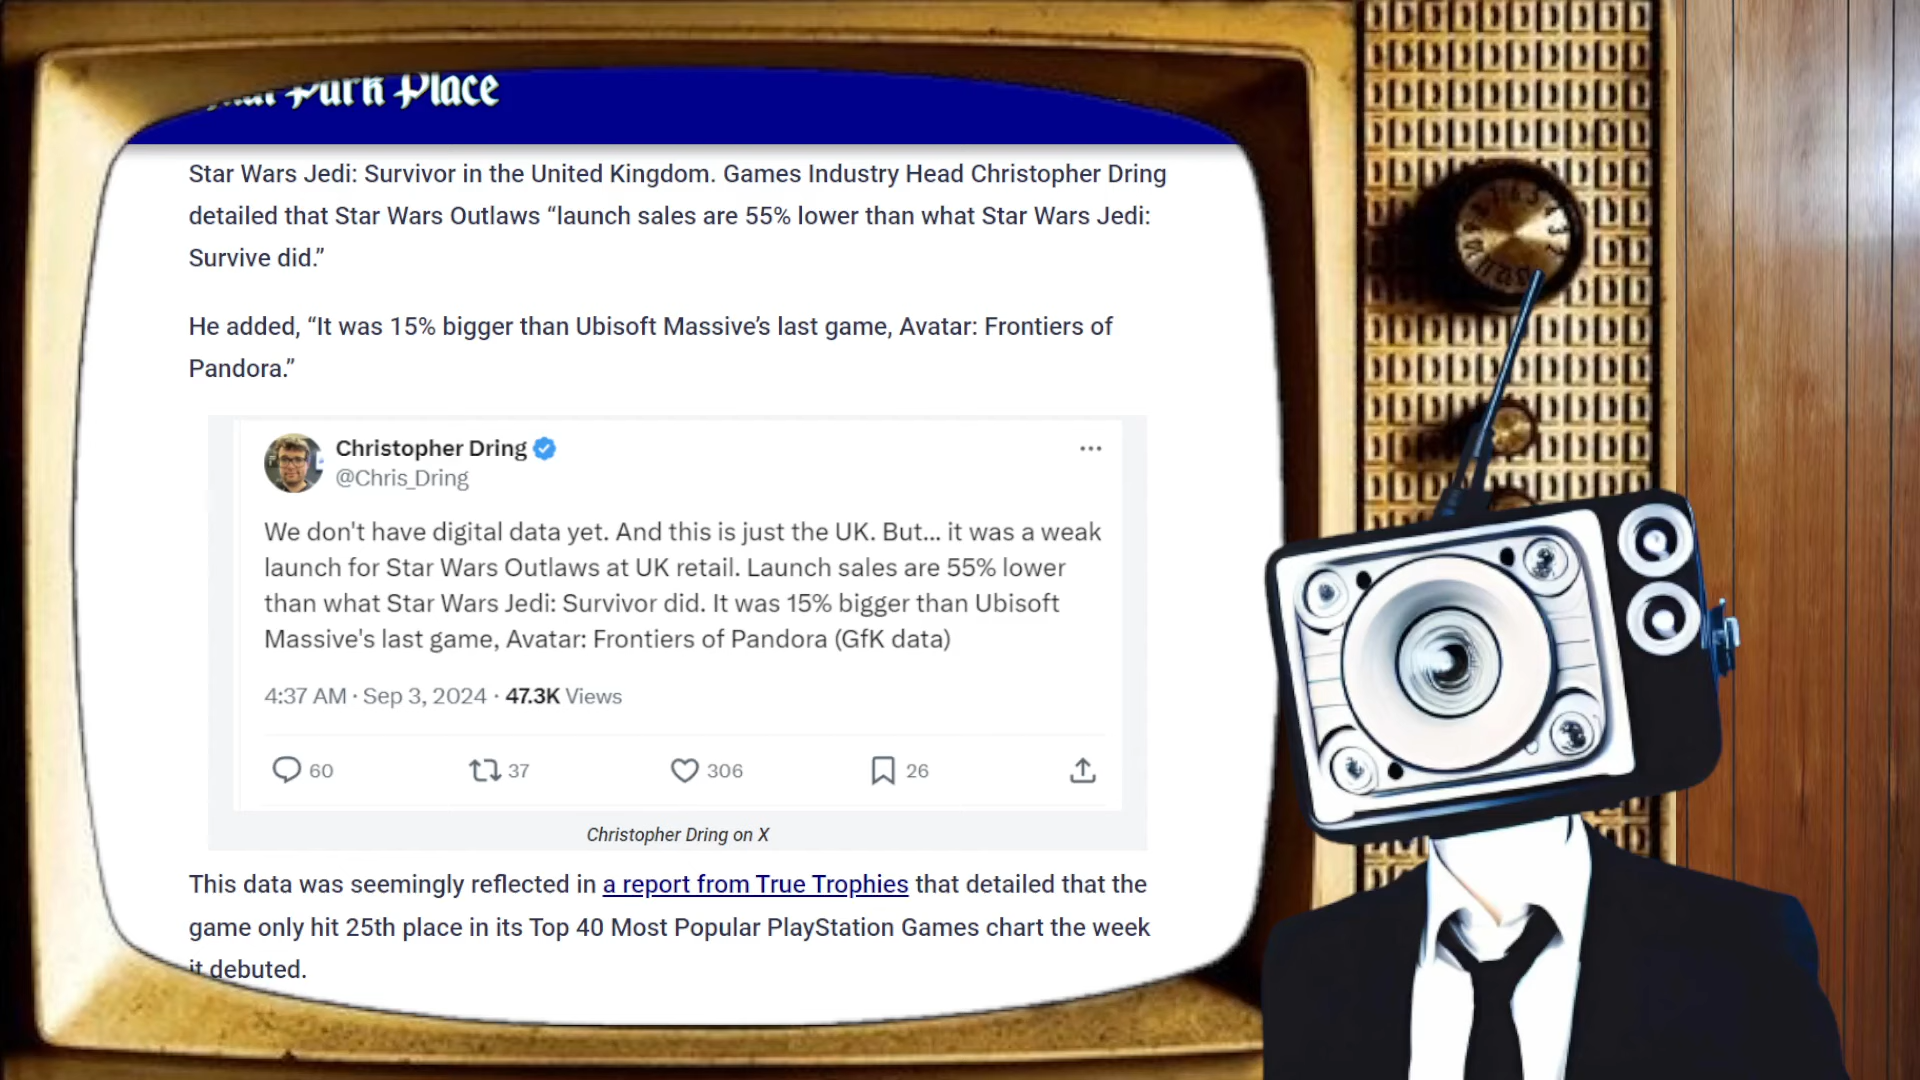 Park Place
Star Wars Jedi: Survivor in the United Kingdom. Games Industry Head Christopher Dring
detailed that Star Wars Outlaws “launch sales are 55% lower than what Star Wars Jedi:
Survive did.”
He added, “It was 15% bigger than Ubisoft Massive’s last game, Avatar: Frontiers of
Pandora.”
Christopher Dring
@Chris_Dring
We don't have digital data yet. And this is just the UK. But... it was a weak
launch for Star Wars Outlaws at UK retail. Launch sales are 55% lower
than what Star Wars Jedi: Survivor did. It was 15% bigger than Ubisoft
Massive's last game, Avatar: Frontiers of Pandora (GfK data)
4:37 AM · Sep 3, 2024 · 47.3K Views
60 37 306 26
Christopher Dring on X
This data was seemingly reflected in a report from True Trophies that detailed that the
game only hit 25th place in its Top 40 Most Popular PlayStation Games chart the week
it debuted.